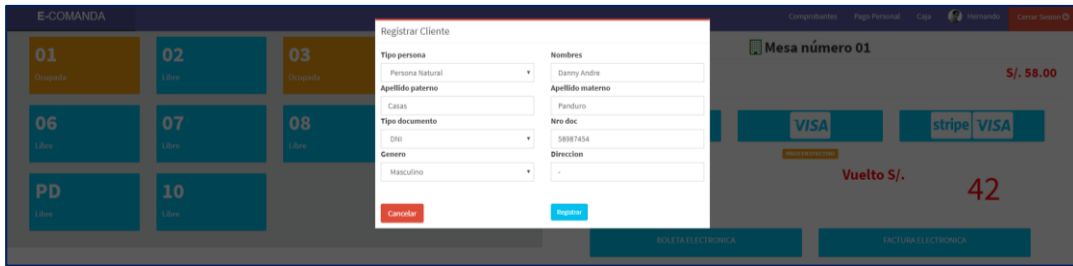 E-COMANDA
Comprobantes Pago Personal Caja Hernando Cerrar Sesion
01
Ocupada
02
Libre
03
Ocupada
06
Libre
07
Libre
08
Libre
PD
Libre
10
Libre
Registrar Cliente
Tipo persona Nombres
Persona Natural Danny Andre
Apellido paterno Apellido materno
Casas Panduro
Tipo documento Nro doc
DNI 58987454
Genero Direccion
Masculino -
Cancelar Registrar
Mesa número 01
S/. 58.00
VISA stripe VISA
Vuelto S/. 42
BOLETA ELECTRONICA FACTURA ELECTRONICA